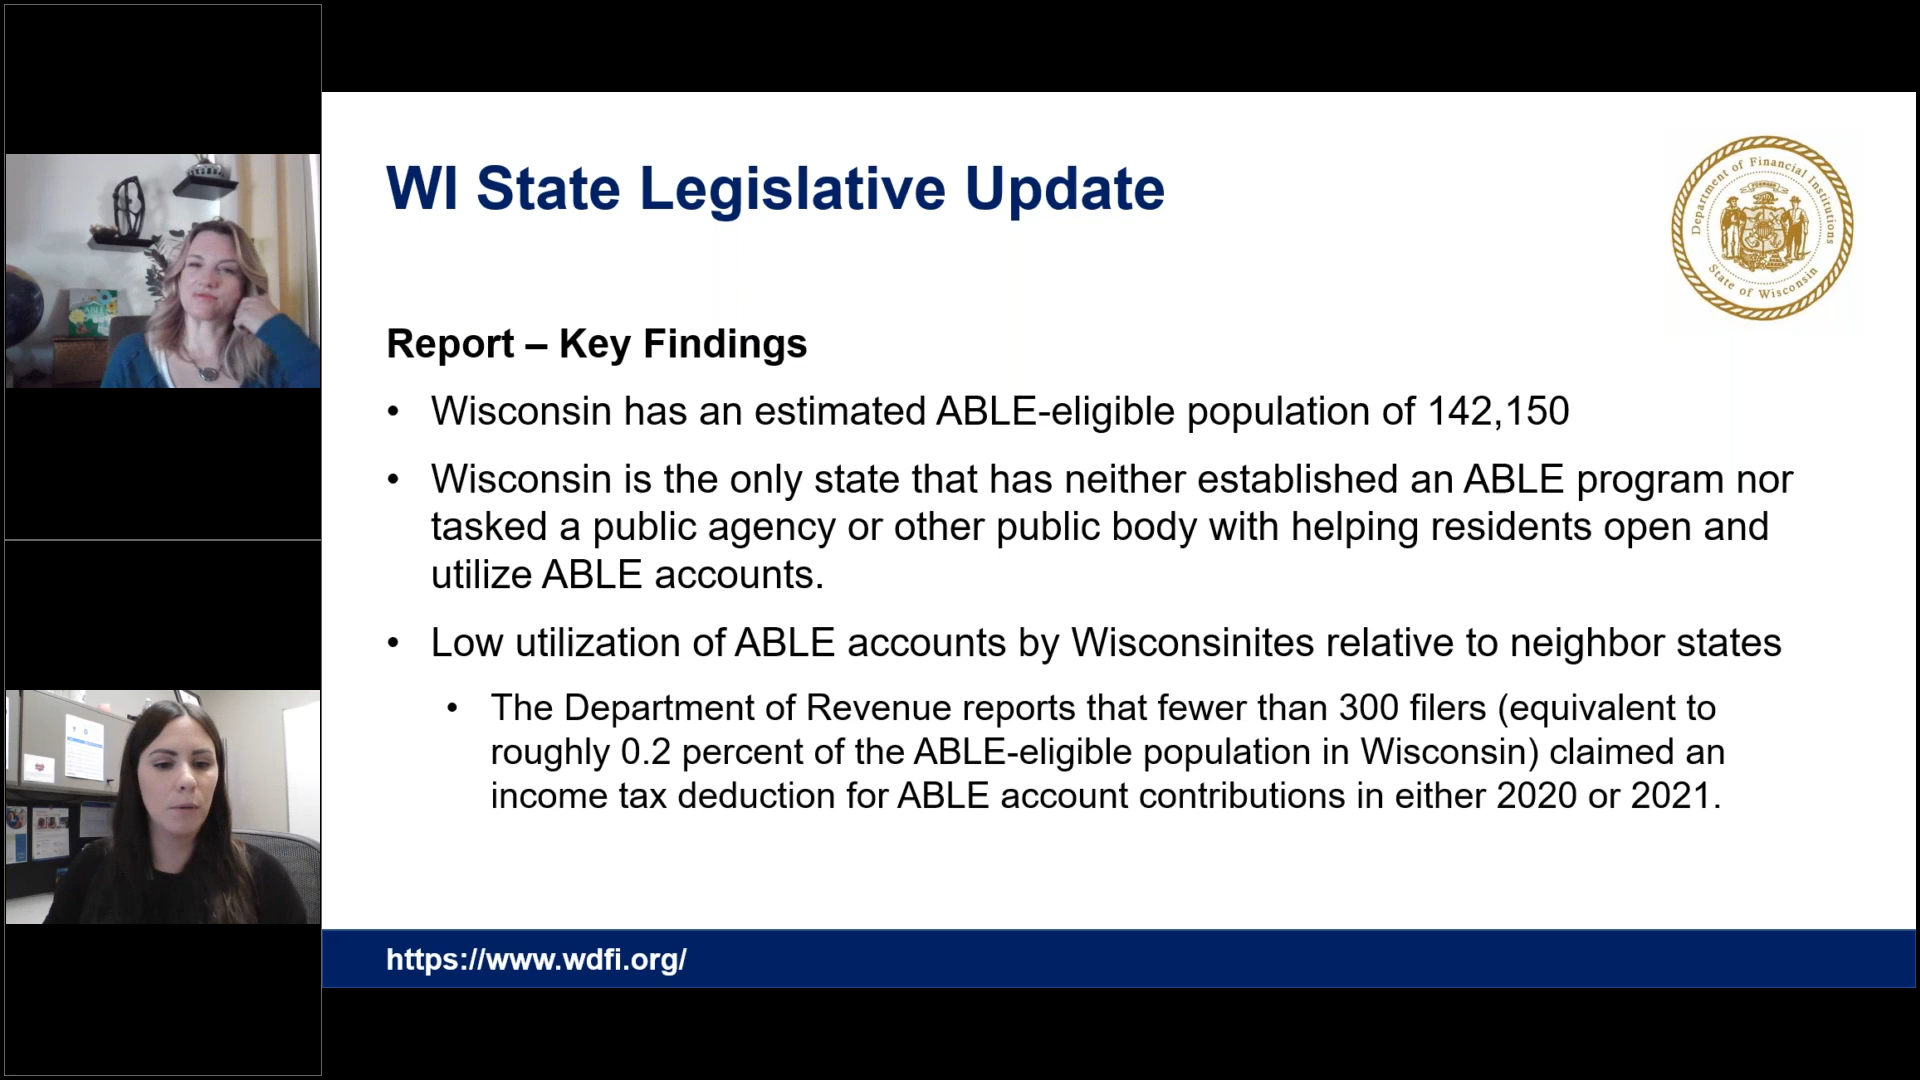 WI State Legislative Update
Department of Financial Institutions
State of Wisconsin
Report – Key Findings
• Wisconsin has an estimated ABLE-eligible population of 142,150
• Wisconsin is the only state that has neither established an ABLE program nor
tasked a public agency or other public body with helping residents open and
utilize ABLE accounts.
• Low utilization of ABLE accounts by Wisconsinites relative to neighbor states
• The Department of Revenue reports that fewer than 300 filers (equivalent to
roughly 0.2 percent of the ABLE-eligible population in Wisconsin) claimed an
income tax deduction for ABLE account contributions in either 2020 or 2021.
https://www.wdfi.org/
ABLE